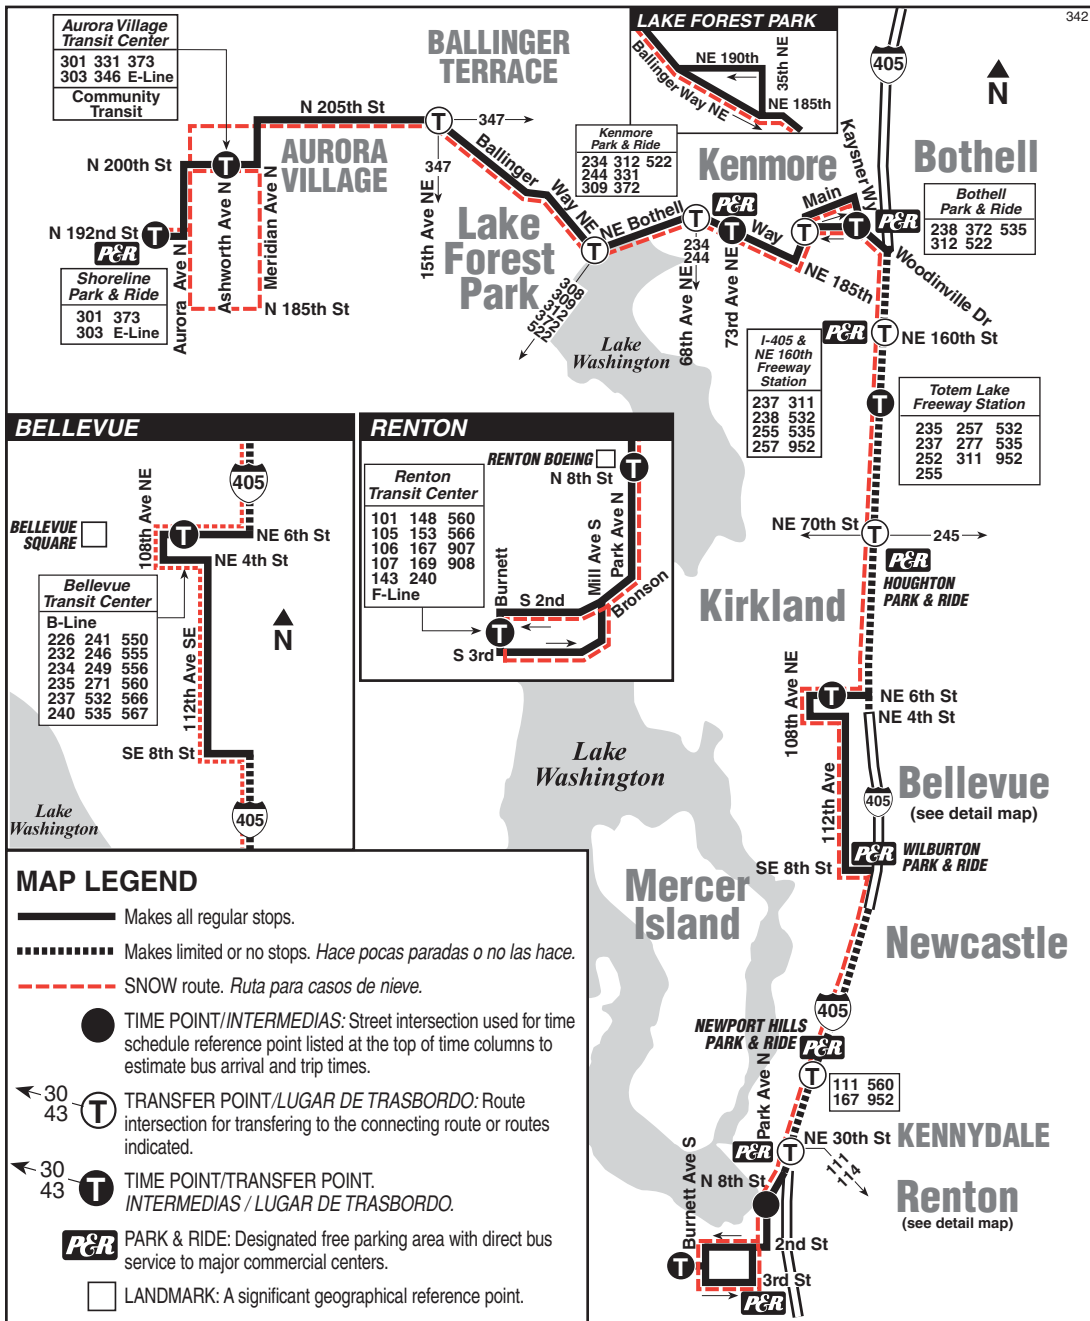 342
Aurora Village
Transit Center
301 331 373
303 346 E-Line
Community
Transit
BALLINGER
TERRACE
LAKE FOREST PARK
NE 190th
35th NE
Ballinger Way NE
NE 185th
405
N
N 205th St
347
347
N 200th St
AURORA
VILLAGE
Ashworth Ave N
Meridian Ave N
N 192nd St
P&R
Aurora Ave N
N 185th St
Shoreline
Park & Ride
301 373
303 E-Line
15th Ave NE
Ballinger
Way NE
Lake
Forest
Park
308
309
312
372
522
Kenmore
Park & Ride
234 312 522
244 331
309 372
Kenmore
P&R
NE Bothell
Way
234
244
68th Ave NE
73rd Ave NE
Main
Kaysner WY
NE 185th
Bothell
P&R
Bothell
Park & Ride
238 372 535
312 522
Woodinville Dr
Lake
Washington
P&R
NE 160th St
I-405 &
NE 160th
Freeway
Station
237 311
238 532
255 535
257 952
Totem Lake
Freeway Station
235 257 532
237 277 535
252 311 952
255
NE 70th St
245
P&R
HOUGHTON
PARK & RIDE
Kirkland
BELLEVUE
405
108th Ave NE
BELLEVUE
SQUARE
NE 6th St
NE 4th St
Bellevue
Transit Center
B-Line
226 241 550
232 246 555
234 249 556
235 271 560
237 532 566
240 535 567
N
112th Ave SE
SE 8th St
Lake
Washington
405
RENTON
RENTON BOEING
N 8th St
Renton
Transit Center
101 148 560
105 153 566
106 167 907
107 169 908
143 240
F-Line
Burnett
Mill Ave S
Park Ave N
Bronson
S 2nd
S 3rd
108th Ave NE
NE 6th St
NE 4th St
Lake
Washington
405
Bellevue
(see detail map)
112th Ave
P&R
WILBURTON
PARK & RIDE
SE 8th St
Mercer
Island
Newcastle
405
NEWPORT HILLS
PARK & RIDE
P&R
111 560
167 952
Park Ave N
P&R
NE 30th St
KENNYDALE
111
114
N 8th St
Burnett Ave S
Renton
(see detail map)
2nd St
3rd St
P&R
MAP LEGEND
Makes all regular stops.
Makes limited or no stops. Hace pocas paradas o no las hace.
SNOW route. Ruta para casos de nieve.
TIME POINT/INTERMEDIAS: Street intersection used for time
schedule reference point listed at the top of time columns to
estimate bus arrival and trip times.
30
43
T
TRANSFER POINT/LUGAR DE TRASBORDO: Route
intersection for transfering to the connecting route or routes
indicated.
30
43
T
TIME POINT/TRANSFER POINT.
INTERMEDIAS / LUGAR DE TRASBORDO.
P&R
PARK & RIDE: Designated free parking area with direct bus
service to major commercial centers.
LANDMARK: A significant geographical reference point.